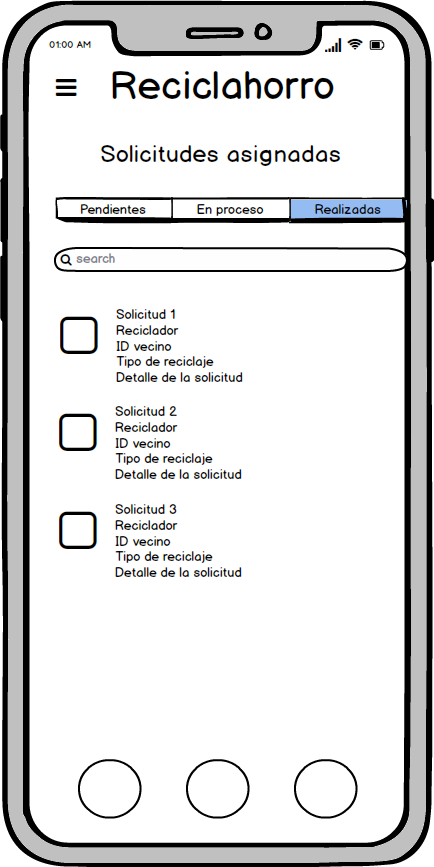 01:00 AM
Reciclahorro
Solicitudes asignadas
Pendientes En proceso Realizadas
search
Solicitud 1
Reciclador
ID vecino
Tipo de reciclaje
Detalle de la solicitud
Solicitud 2
Reciclador
ID vecino
Tipo de reciclaje
Detalle de la solicitud
Solicitud 3
Reciclador
ID vecino
Tipo de reciclaje
Detalle de la solicitud